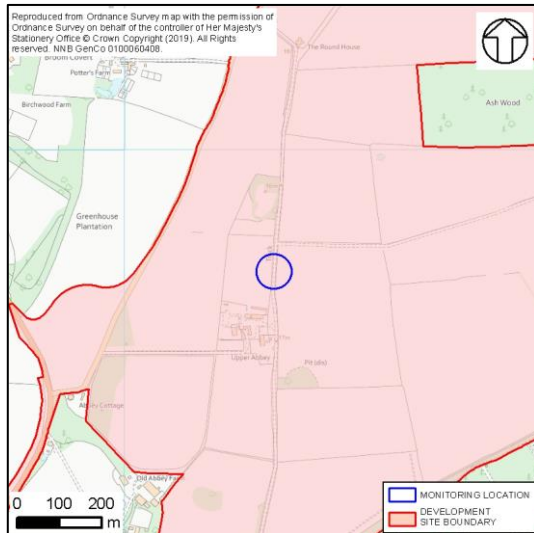 Reproduced from Ordnance Survey map with the permission of
Ordnance Survey on behalf of the controller of Her Majesty's
Stationery Office © Crown Copyright (2019). All Rights
reserved. NNB GenCo 0100060408.
Broom Covers
The Round House
Potter's Farm
Birchwood Farm
Ash Wood
Greenhouse
Plantation
Upper Abbey
Pit (dis)
Abbey Cottage
Old Abbey Farm
0 100 200
m
MONITORING LOCATION
DEVELOPMENT
SITE BOUNDARY